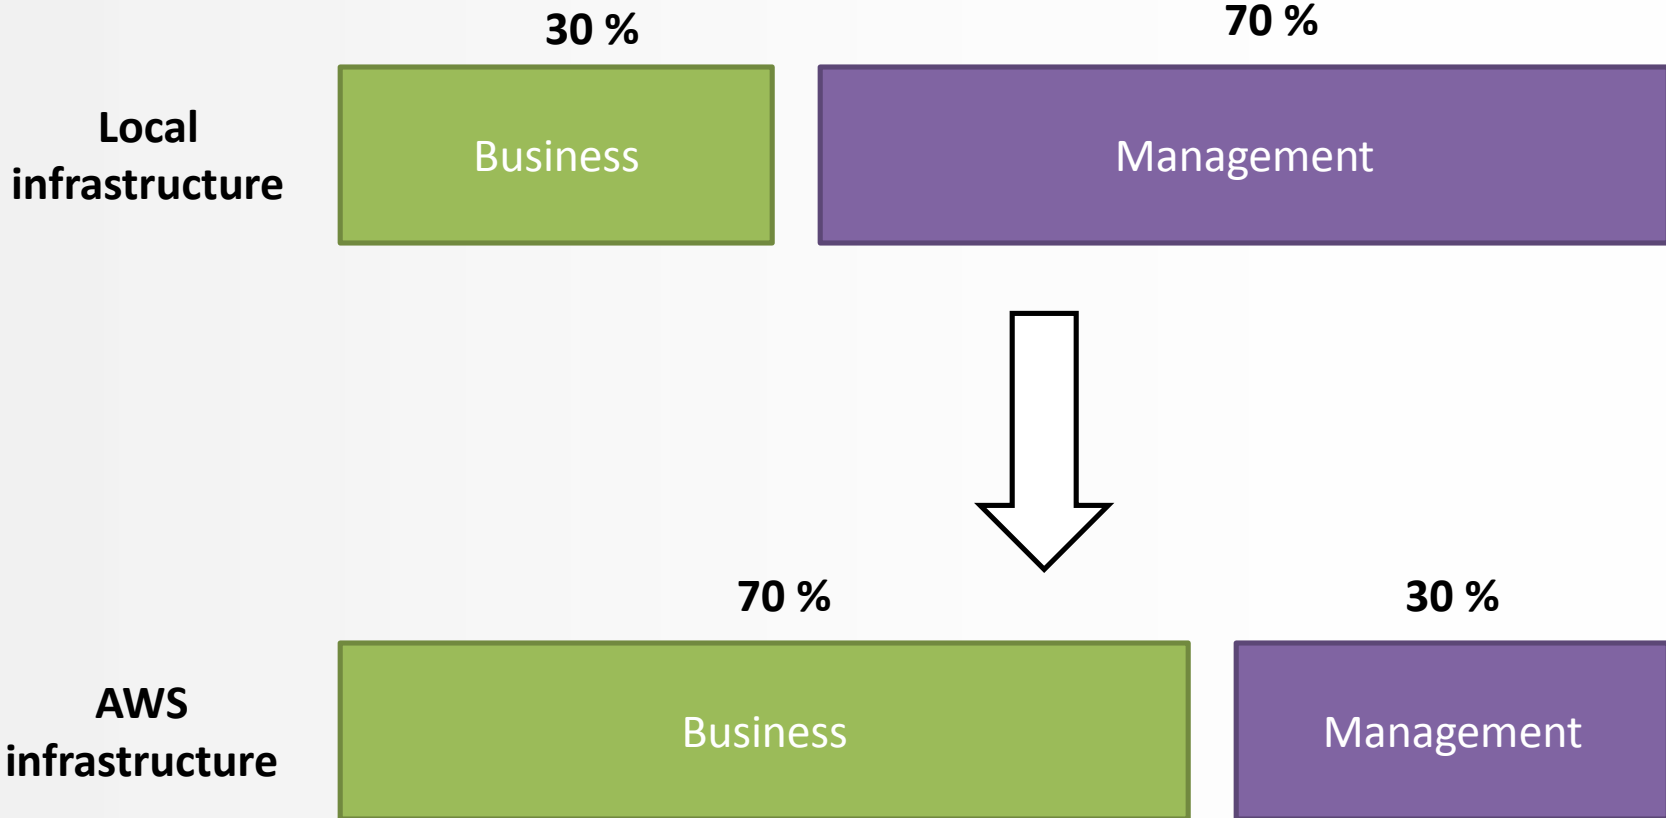 30 %
70 %
Local
infrastructure
Business
Management
70 %
30 %
AWS
infrastructure
Business
Management